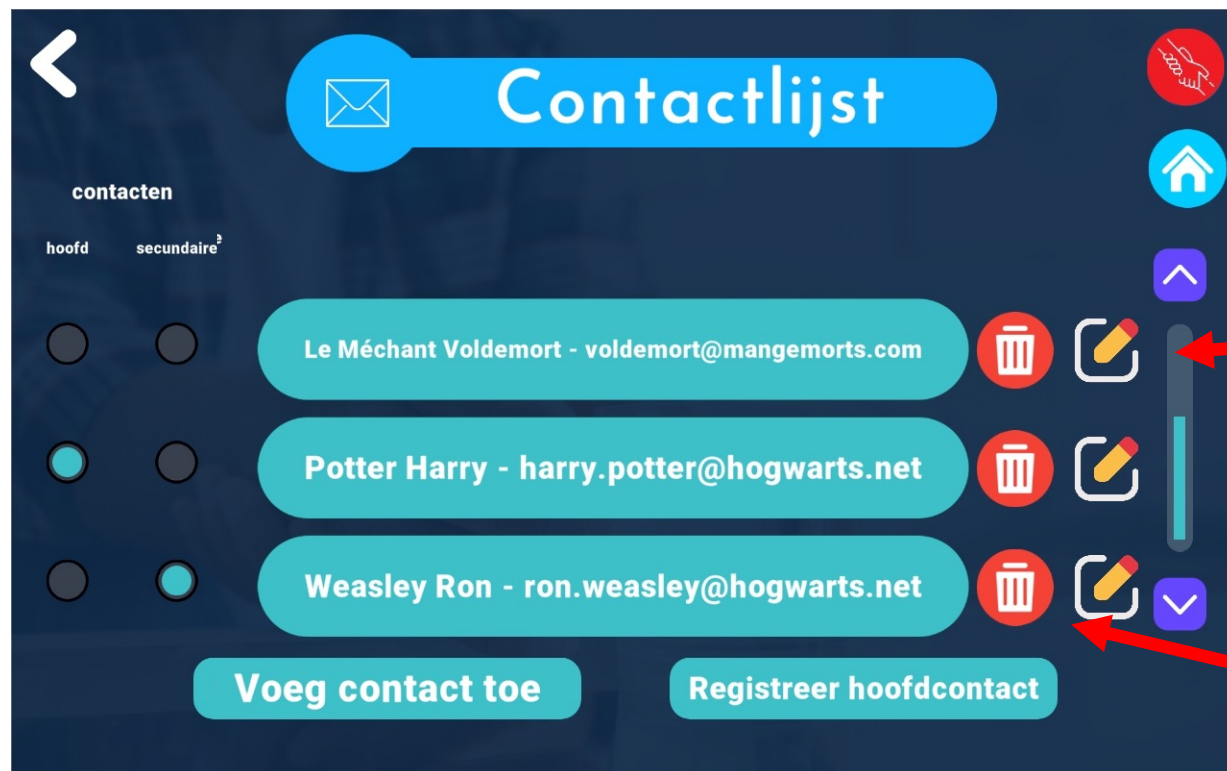 Contactlijst
contacten
hoofd secundaire
Le Méchant Voldemort - voldemort@mangemorts.com
Potter Harry - harry.potter@hogwarts.net
Weasley Ron - ron.weasley@hogwarts.net
Voeg contact toe Registreer hoofdcontact